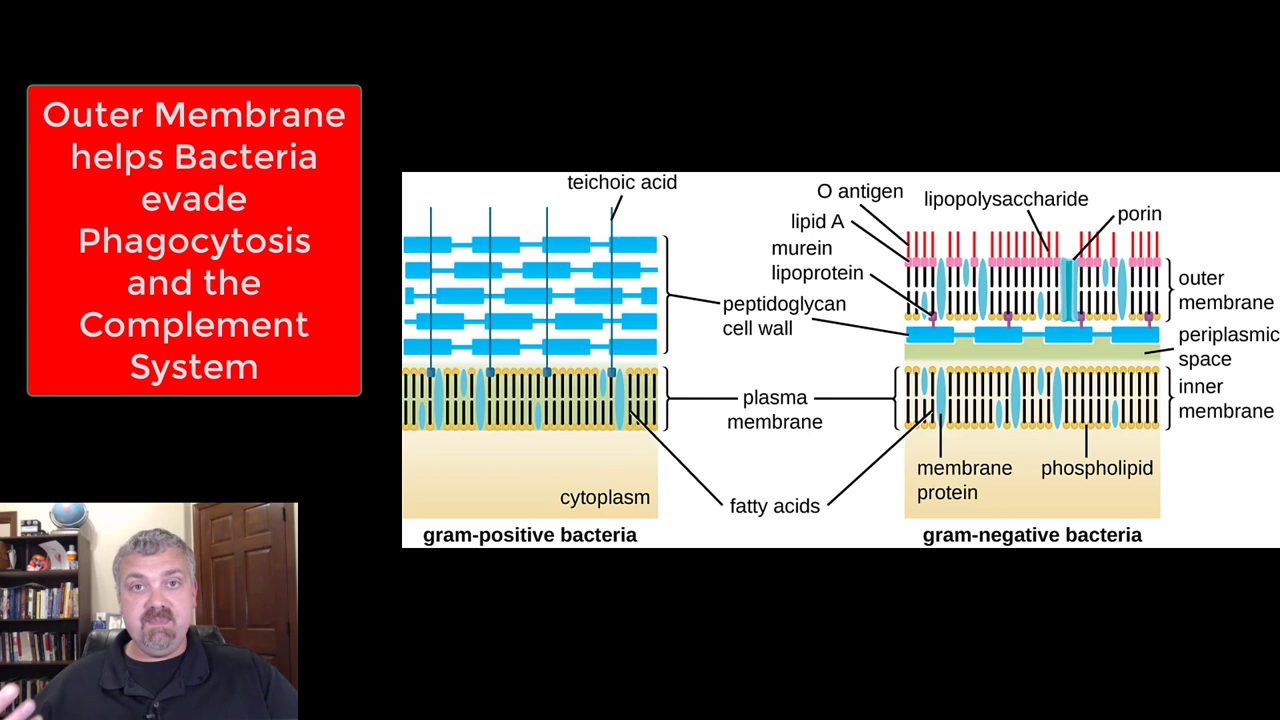 Outer Membrane
helps Bacteria
evade
Phagocytosis
and the
Complement
System
teichoic acid
peptidoglycan
cell wall
plasma
membrane
fatty acids
cytoplasm
gram-positive bacteria
O antigen
lipopolysaccharide
porin
lipid A
murein
lipoprotein
outer
membrane
periplasmic
space
inner
membrane
membrane
protein
phospholipid
gram-negative bacteria